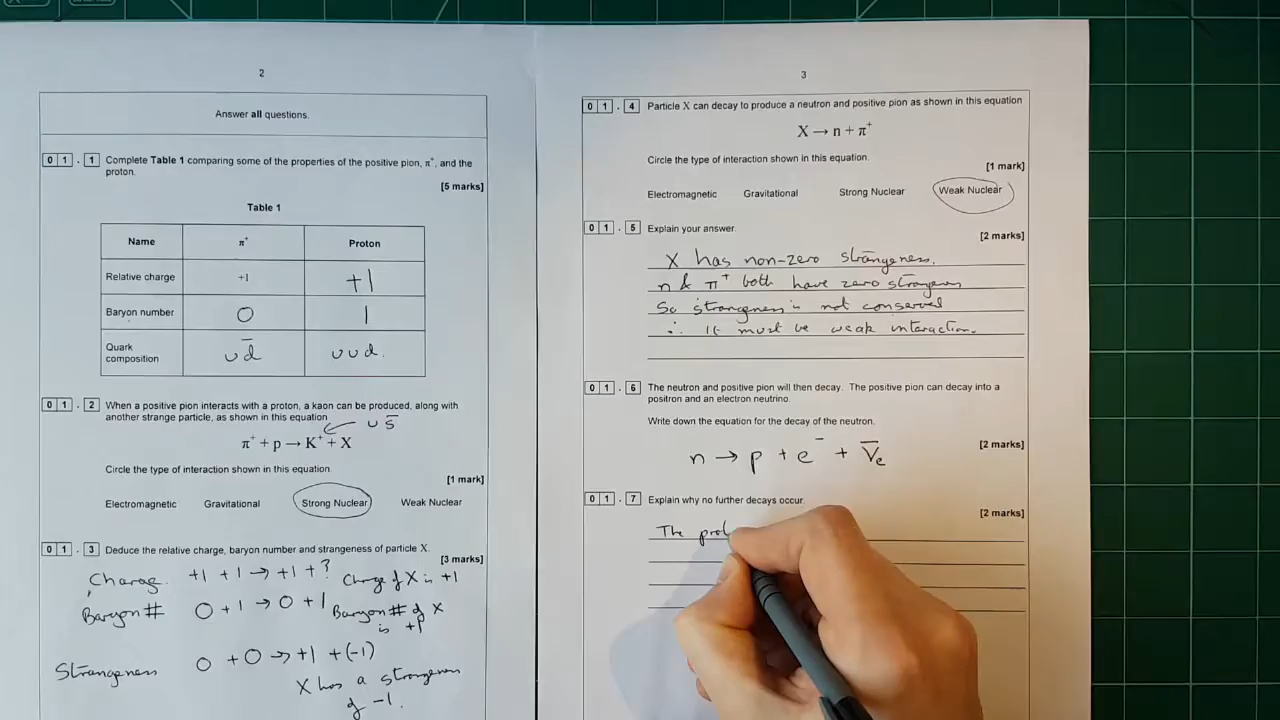 2
Answer all questions.
0 1 . 1 Complete Table 1 comparing some of the properties of the positive pion, π⁺, and the
proton.
[5 marks]
Table 1
Name π⁺ Proton
Relative charge +1 +1
Baryon number 0 1
Quark
composition u d̅ u u d.
0 1 . 2 When a positive pion interacts with a proton, a kaon can be produced, along with
another strange particle, as shown in this equation
u s̅
π⁺ + p → K⁺ + X
Circle the type of interaction shown in this equation.
[1 mark]
Electromagnetic Gravitational Strong Nuclear Weak Nuclear
0 1 . 3 Deduce the relative charge, baryon number and strangeness of particle X.
[3 marks]
Charge. +1 +1 → +1 + ? Charge of X is +1
Baryon # 0 + 1 → 0 + 1 Baryon # of X
is +1
Strangeness 0 + 0 → +1 + (-1)
X has a strangeness
of -1.
3
0 1 . 4 Particle X can decay to produce a neutron and positive pion as shown in this equation
X → n + π⁺
Circle the type of interaction shown in this equation.
[1 mark]
Electromagnetic Gravitational Strong Nuclear Weak Nuclear
0 1 . 5 Explain your answer.
[2 marks]
X has non-zero strangeness.
n & π⁺ both have zero strangeness
So strangeness is not conserved
∴ It must be weak interaction.
0 1 . 6 The neutron and positive pion will then decay. The positive pion can decay into a
positron and an electron neutrino.
Write down the equation for the decay of the neutron.
[2 marks]
n → p + e⁻ + ν̅e
0 1 . 7 Explain why no further decays occur.
[2 marks]
The prot